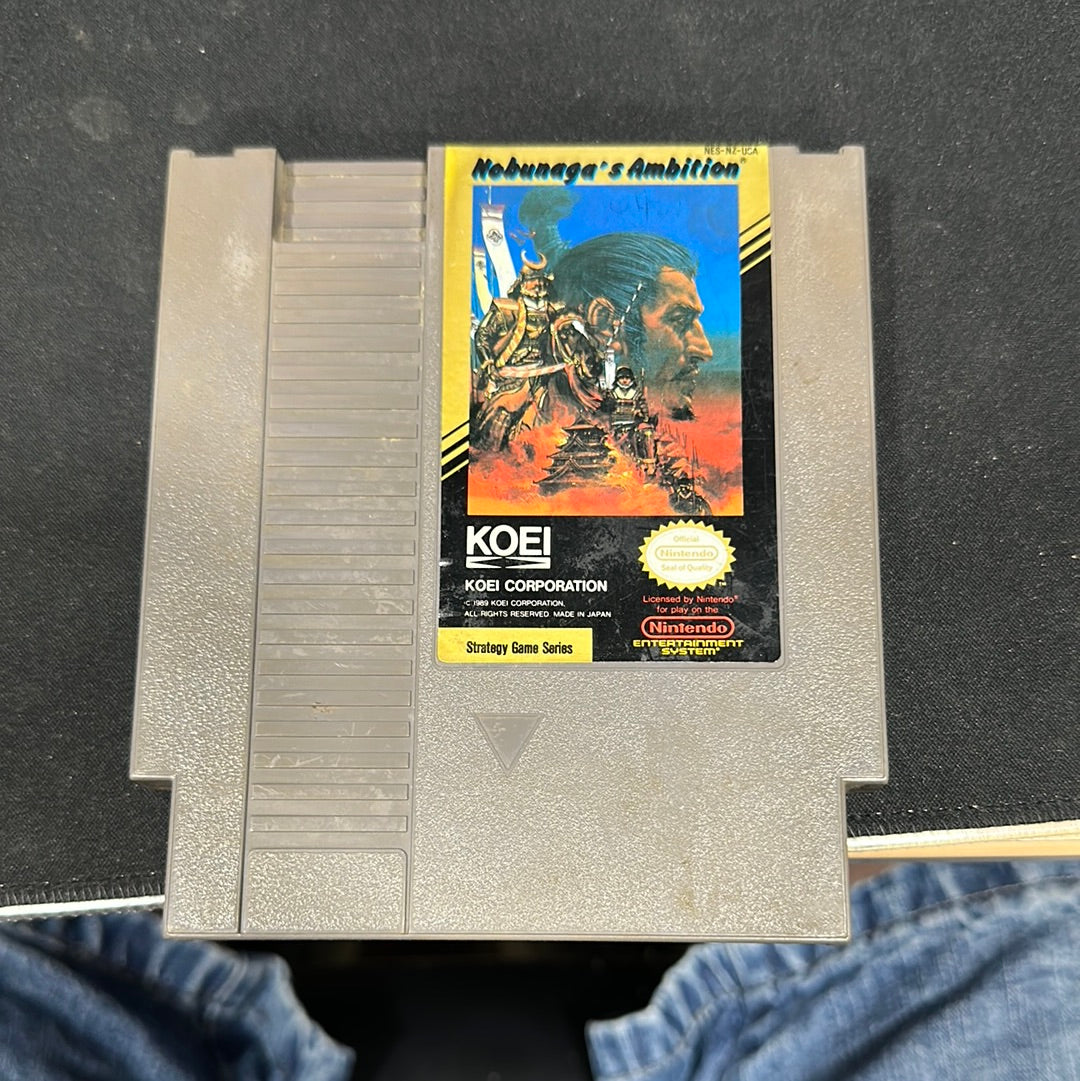 NES-NZ-USA
Nobunaga's Ambition®
KOEI
KOEI CORPORATION
© 1989 KOEI CORPORATION.
ALL RIGHTS RESERVED. MADE IN JAPAN
Strategy Game Series
Official
Nintendo
Seal of Quality
TM
Licensed by Nintendo®
for play on the
Nintendo
ENTERTAINMENT
SYSTEM®